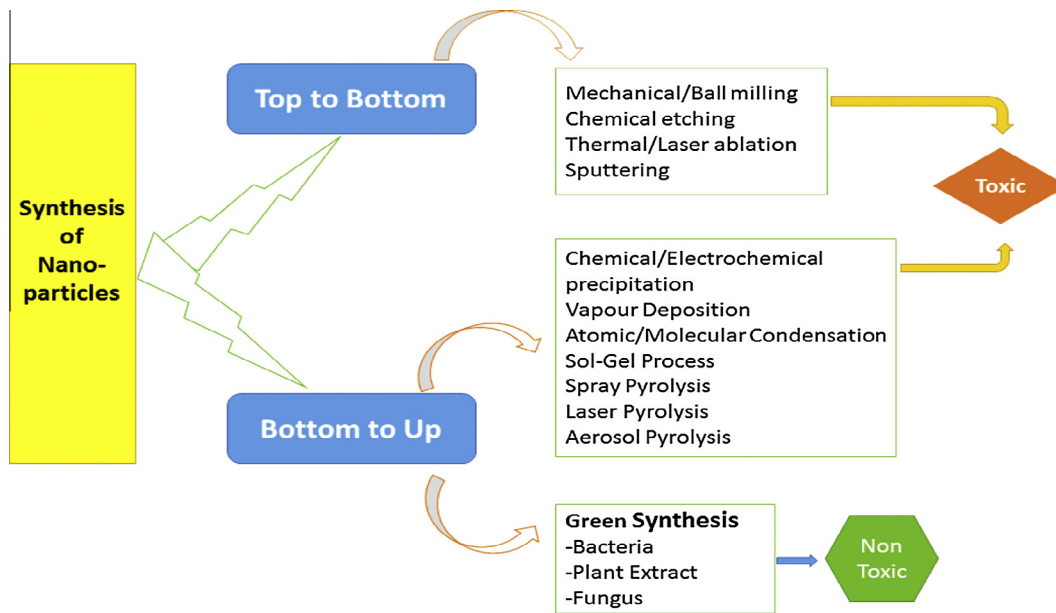 Synthesis
of
Nano-
particles
Top to Bottom
Mechanical/Ball milling
Chemical etching
Thermal/Laser ablation
Sputtering
Toxic
Chemical/Electrochemical
precipitation
Vapour Deposition
Atomic/Molecular Condensation
Sol-Gel Process
Spray Pyrolysis
Laser Pyrolysis
Aerosol Pyrolysis
Bottom to Up
Green Synthesis
-Bacteria
-Plant Extract
-Fungus
Non
Toxic